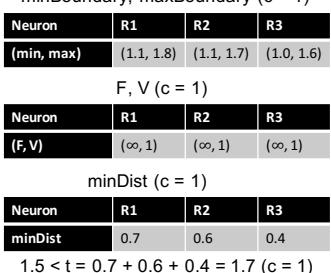 minBoundary, maxBoundary (c = 1)
Neuron R1 R2 R3
(min, max) (1.1, 1.8) (1.1, 1.7) (1.0, 1.6)
F, V (c = 1)
Neuron R1 R2 R3
(F, V) (∞, 1) (∞, 1) (∞, 1)
minDist (c = 1)
Neuron R1 R2 R3
minDist 0.7 0.6 0.4
1.5 < t = 0.7 + 0.6 + 0.4 = 1.7 (c = 1)